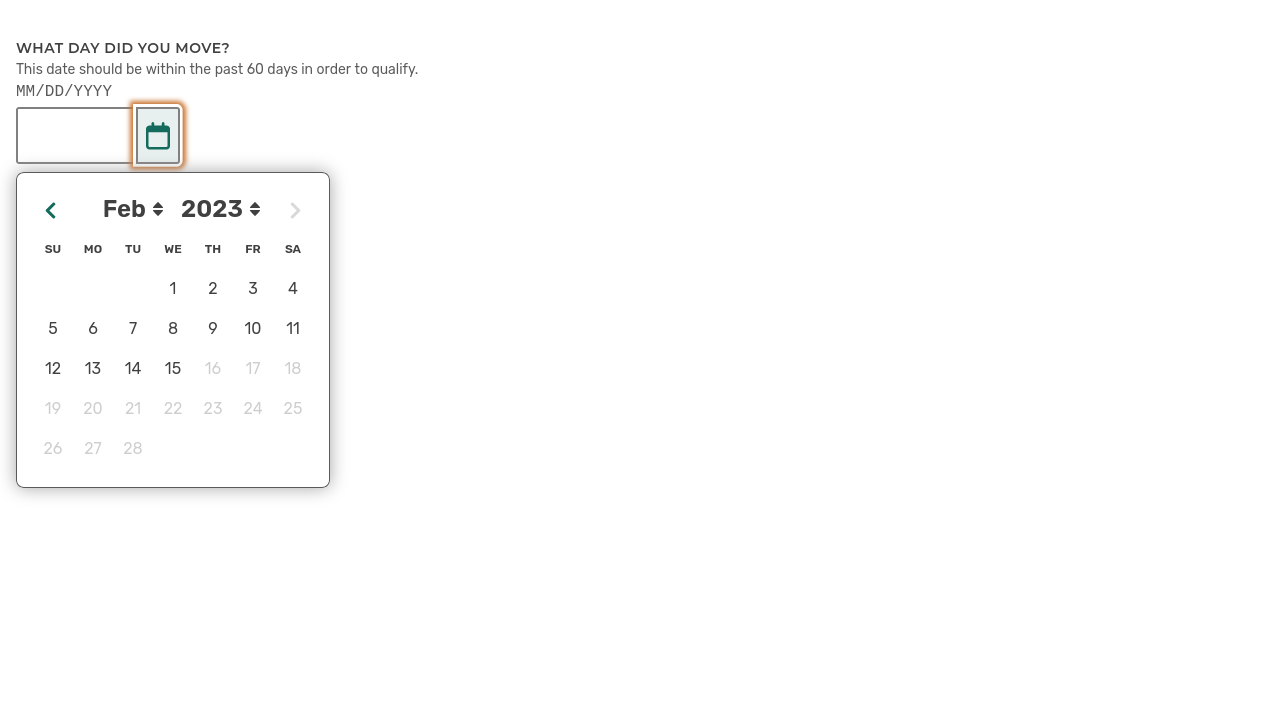 WHAT DAY DID YOU MOVE?
This date should be within the past 60 days in order to qualify.
MM/DD/YYYY
Feb 2023
SU MO TU WE TH FR SA
1 2 3 4
5 6 7 8 9 10 11
12 13 14 15 16 17 18
19 20 21 22 23 24 25
26 27 28